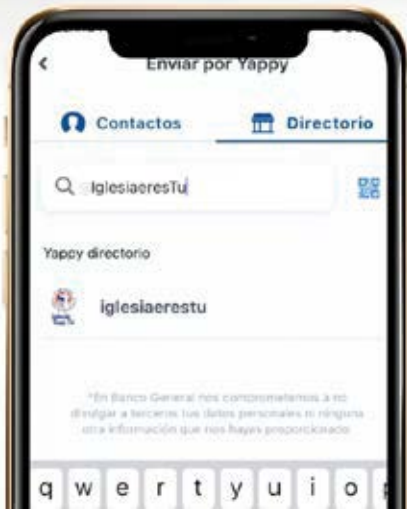 Enviar por Yappy
Contactos
Directorio
IglesiaeresTu
Yappy directorio
iglesiaerestu
*En Banco General nos comprometemos a no
divulgar a terceros tus datos personales ni ninguna
otra información que nos hayas proporcionado
q w e r t y u i o p